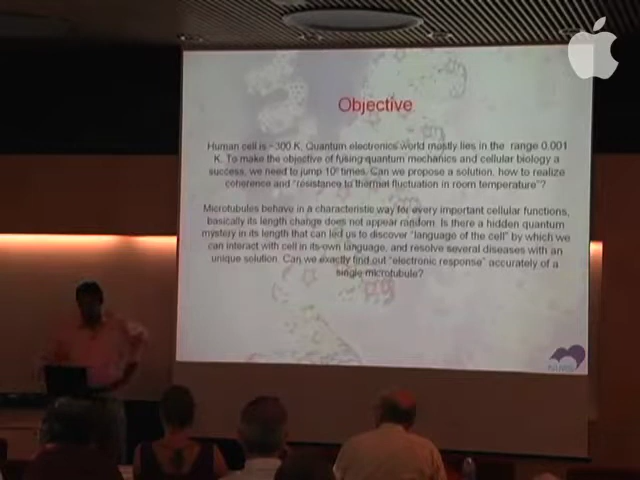 Objective
Human cell is ~300 K, Quantum electronics world mostly lies in the range 0.001
K. To make the objective of fusing quantum mechanics and cellular biology a
success, we need to jump 10⁶ times. Can we propose a solution, how to realize
coherence and "resistance to thermal fluctuation in room temperature"?
Microtubules behave in a characteristic way for every important cellular functions,
basically its length change does not appear random. Is there a hidden quantum
mystery in its length that can led us to discover "language of the cell" by which we
can interact with cell in its own language, and resolve several diseases with an
unique solution. Can we exactly find out "electronic response" accurately of a
single microtubule?
NIMS